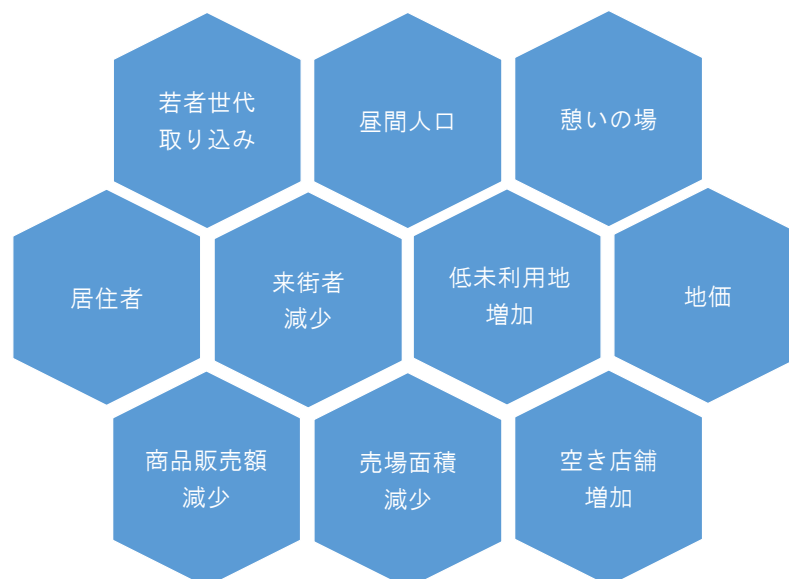 若者世代
取り込み
昼間人口
憩いの場
居住者
来街者
減少
低未利用地
増加
地価
商品販売額
減少
売場面積
減少
空き店舗
増加